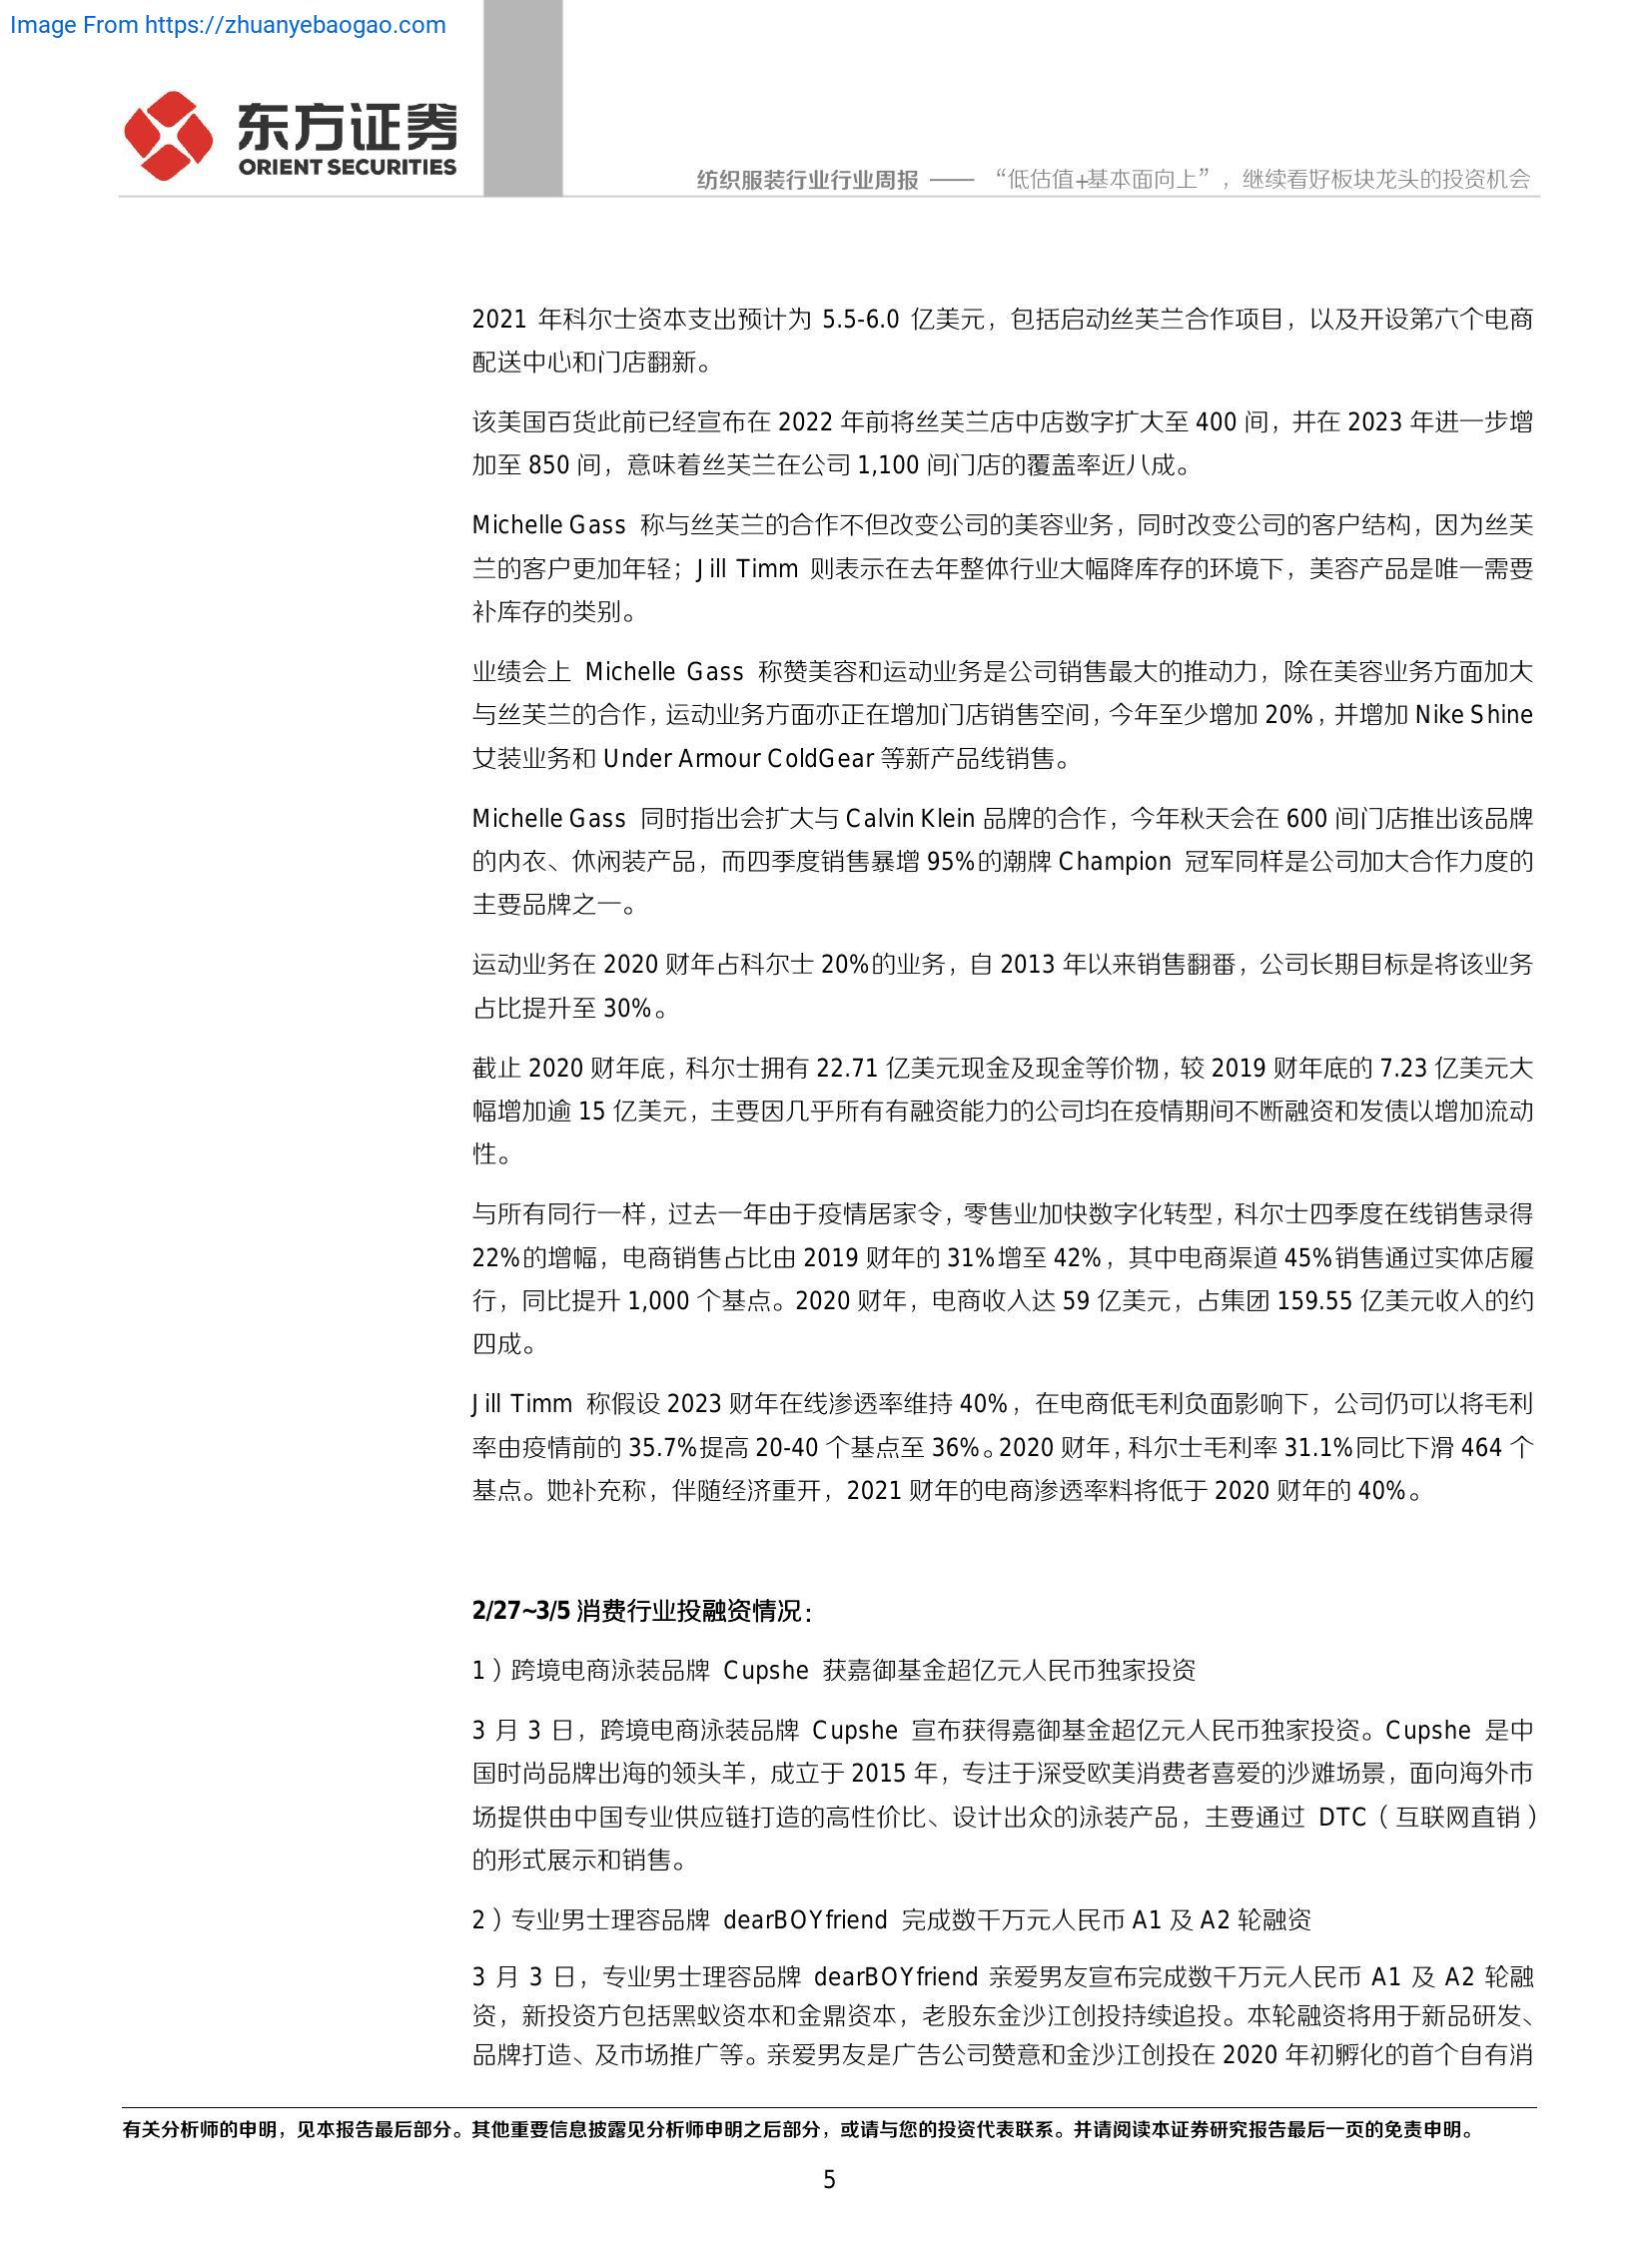 Image From https://zhuanyebaogao.com
东方证券
ORIENT SECURITIES
纺织服装行业行业周报 —— “低估值+基本面向上”，继续看好板块龙头的投资机会
2021 年科尔士资本支出预计为 5.5-6.0 亿美元，包括启动丝芙兰合作项目，以及开设第六个电商
配送中心和门店翻新。
该美国百货此前已经宣布在 2022 年前将丝芙兰店中店数字扩大至 400 间，并在 2023 年进一步增
加至 850 间，意味着丝芙兰在公司 1,100 间门店的覆盖率近八成。
Michelle Gass 称与丝芙兰的合作不但改变公司的美容业务，同时改变公司的客户结构，因为丝芙
兰的客户更加年轻；Jill Timm 则表示在去年整体行业大幅降库存的环境下，美容产品是唯一需要
补库存的类别。
业绩会上 Michelle Gass 称赞美容和运动业务是公司销售最大的推动力，除在美容业务方面加大
与丝芙兰的合作，运动业务方面亦正在增加门店销售空间，今年至少增加 20%，并增加 Nike Shine
女装业务和 Under Armour ColdGear 等新产品线销售。
Michelle Gass 同时指出会扩大与 Calvin Klein 品牌的合作，今年秋天会在 600 间门店推出该品牌
的内衣、休闲装产品，而四季度销售暴增 95%的潮牌 Champion 冠军同样是公司加大合作力度的
主要品牌之一。
运动业务在 2020 财年占科尔士 20%的业务，自 2013 年以来销售翻番，公司长期目标是将该业务
占比提升至 30%。
截止 2020 财年底，科尔士拥有 22.71 亿美元现金及现金等价物，较 2019 财年底的 7.23 亿美元大
幅增加逾 15 亿美元，主要因几乎所有有融资能力的公司均在疫情期间不断融资和发债以增加流动
性。
与所有同行一样，过去一年由于疫情居家令，零售业加快数字化转型，科尔士四季度在线销售录得
22%的增幅，电商销售占比由 2019 财年的 31%增至 42%，其中电商渠道 45%销售通过实体店履
行，同比提升 1,000 个基点。2020 财年，电商收入达 59 亿美元，占集团 159.55 亿美元收入的约
四成。
Jill Timm 称假设 2023 财年在线渗透率维持 40%，在电商低毛利负面影响下，公司仍可以将毛利
率由疫情前的 35.7%提高 20-40 个基点至 36%。2020 财年，科尔士毛利率 31.1%同比下滑 464 个
基点。她补充称，伴随经济重开，2021 财年的电商渗透率料将低于 2020 财年的 40%。
2/27~3/5 消费行业投融资情况：
1）跨境电商泳装品牌 Cupshe 获嘉御基金超亿元人民币独家投资
3 月 3 日，跨境电商泳装品牌 Cupshe 宣布获得嘉御基金超亿元人民币独家投资。Cupshe 是中
国时尚品牌出海的领头羊，成立于 2015 年，专注于深受欧美消费者喜爱的沙滩场景，面向海外市
场提供由中国专业供应链打造的高性价比、设计出众的泳装产品，主要通过 DTC（互联网直销）
的形式展示和销售。
2）专业男士理容品牌 dearBOYfriend 完成数千万元人民币 A1 及 A2 轮融资
3 月 3 日，专业男士理容品牌 dearBOYfriend 亲爱男友宣布完成数千万元人民币 A1 及 A2 轮融
资，新投资方包括黑蚁资本和金鼎资本，老股东金沙江创投持续追投。本轮融资将用于新品研发、
品牌打造、及市场推广等。亲爱男友是广告公司赞意和金沙江创投在 2020 年初孵化的首个自有消
有关分析师的申明，见本报告最后部分。其他重要信息披露见分析师申明之后部分，或请与您的投资代表联系。并请阅读本证券研究报告最后一页的免责申明。
5